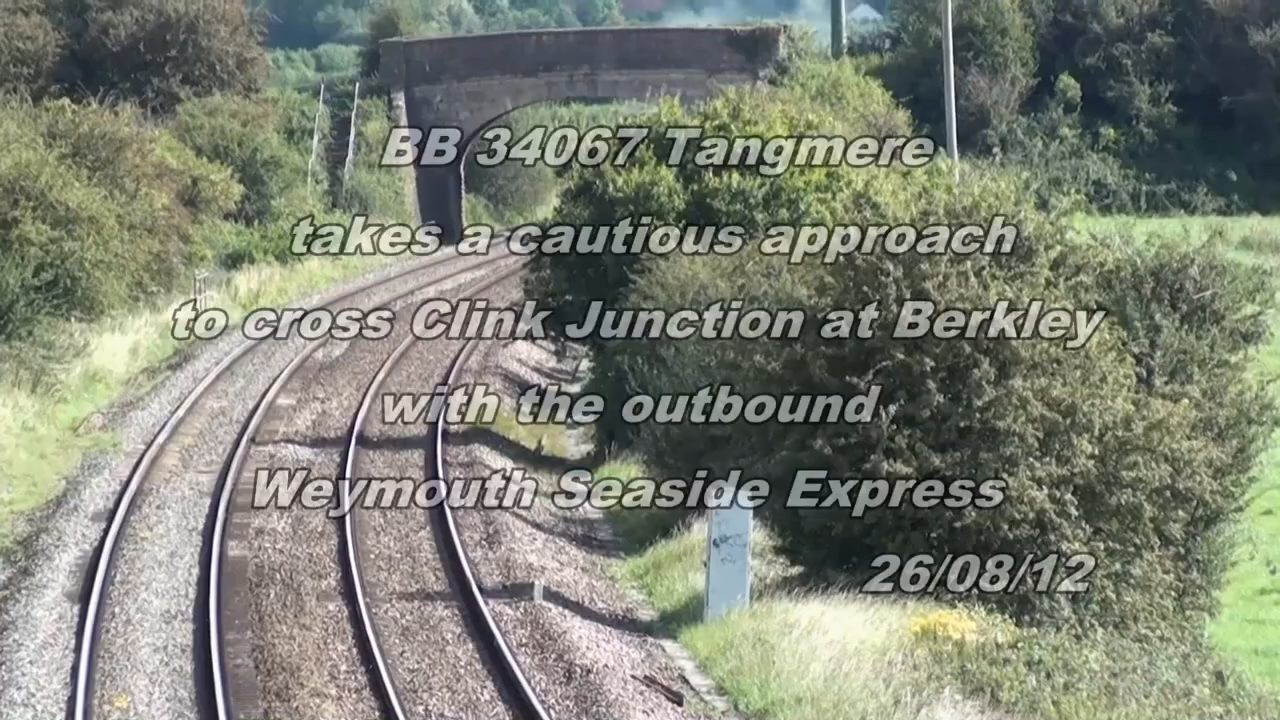 BB 34067 Tangmere
takes a cautious approach
to cross Clink Junction at Berkley
with the outbound
Weymouth Seaside Express
26/08/12